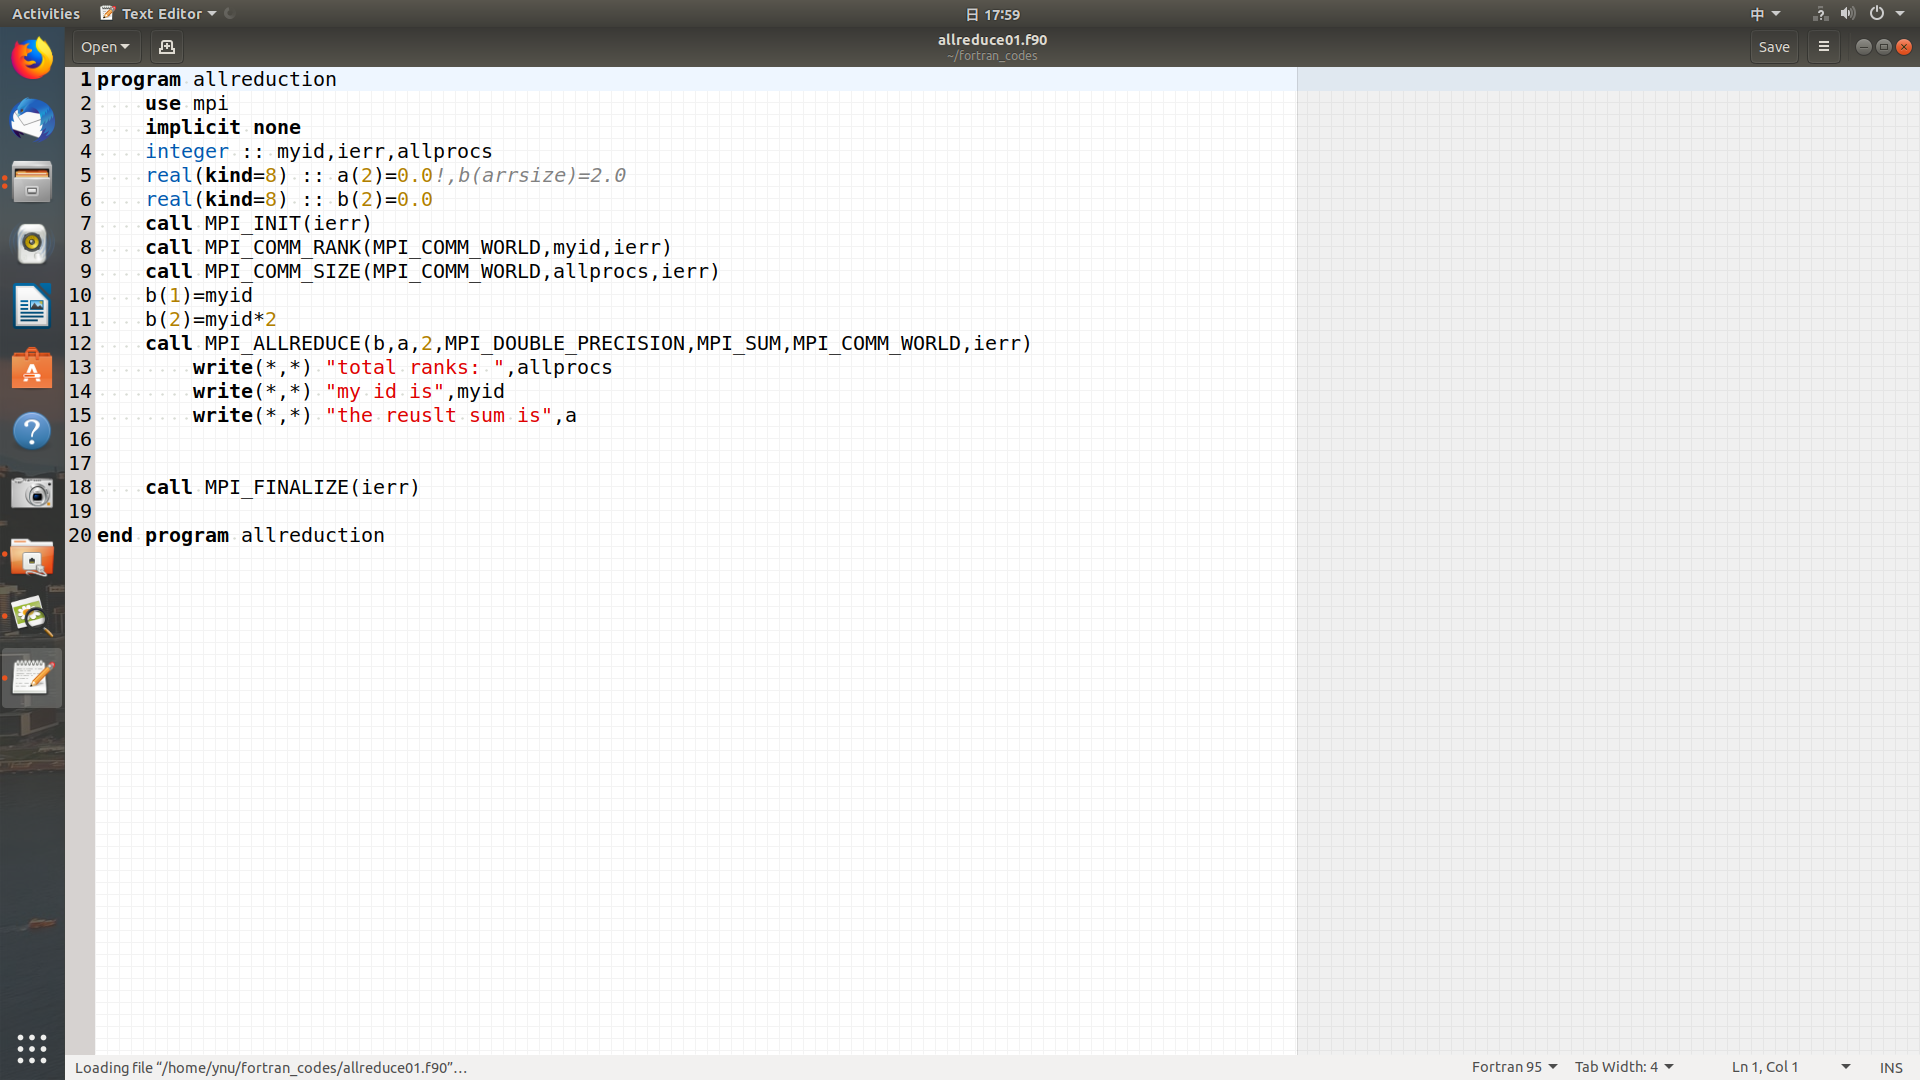 Activities Text Editor 日 17:59 中
Open allreduce01.f90 Save
~/fortran_codes
1 program allreduction
2 use mpi
3 implicit none
4 integer :: myid,ierr,allprocs
5 real(kind=8) :: a(2)=0.0!,b(arrsize)=2.0
6 real(kind=8) :: b(2)=0.0
7 call MPI_INIT(ierr)
8 call MPI_COMM_RANK(MPI_COMM_WORLD,myid,ierr)
9 call MPI_COMM_SIZE(MPI_COMM_WORLD,allprocs,ierr)
10 b(1)=myid
11 b(2)=myid*2
12 call MPI_ALLREDUCE(b,a,2,MPI_DOUBLE_PRECISION,MPI_SUM,MPI_COMM_WORLD,ierr)
13 write(*,*) "total ranks: ",allprocs
14 write(*,*) "my id is",myid
15 write(*,*) "the reuslt sum is",a
16
17
18 call MPI_FINALIZE(ierr)
19
20 end program allreduction
Loading file “/home/ynu/fortran_codes/allreduce01.f90”… Fortran 95 Tab Width: 4 Ln 1, Col 1 INS